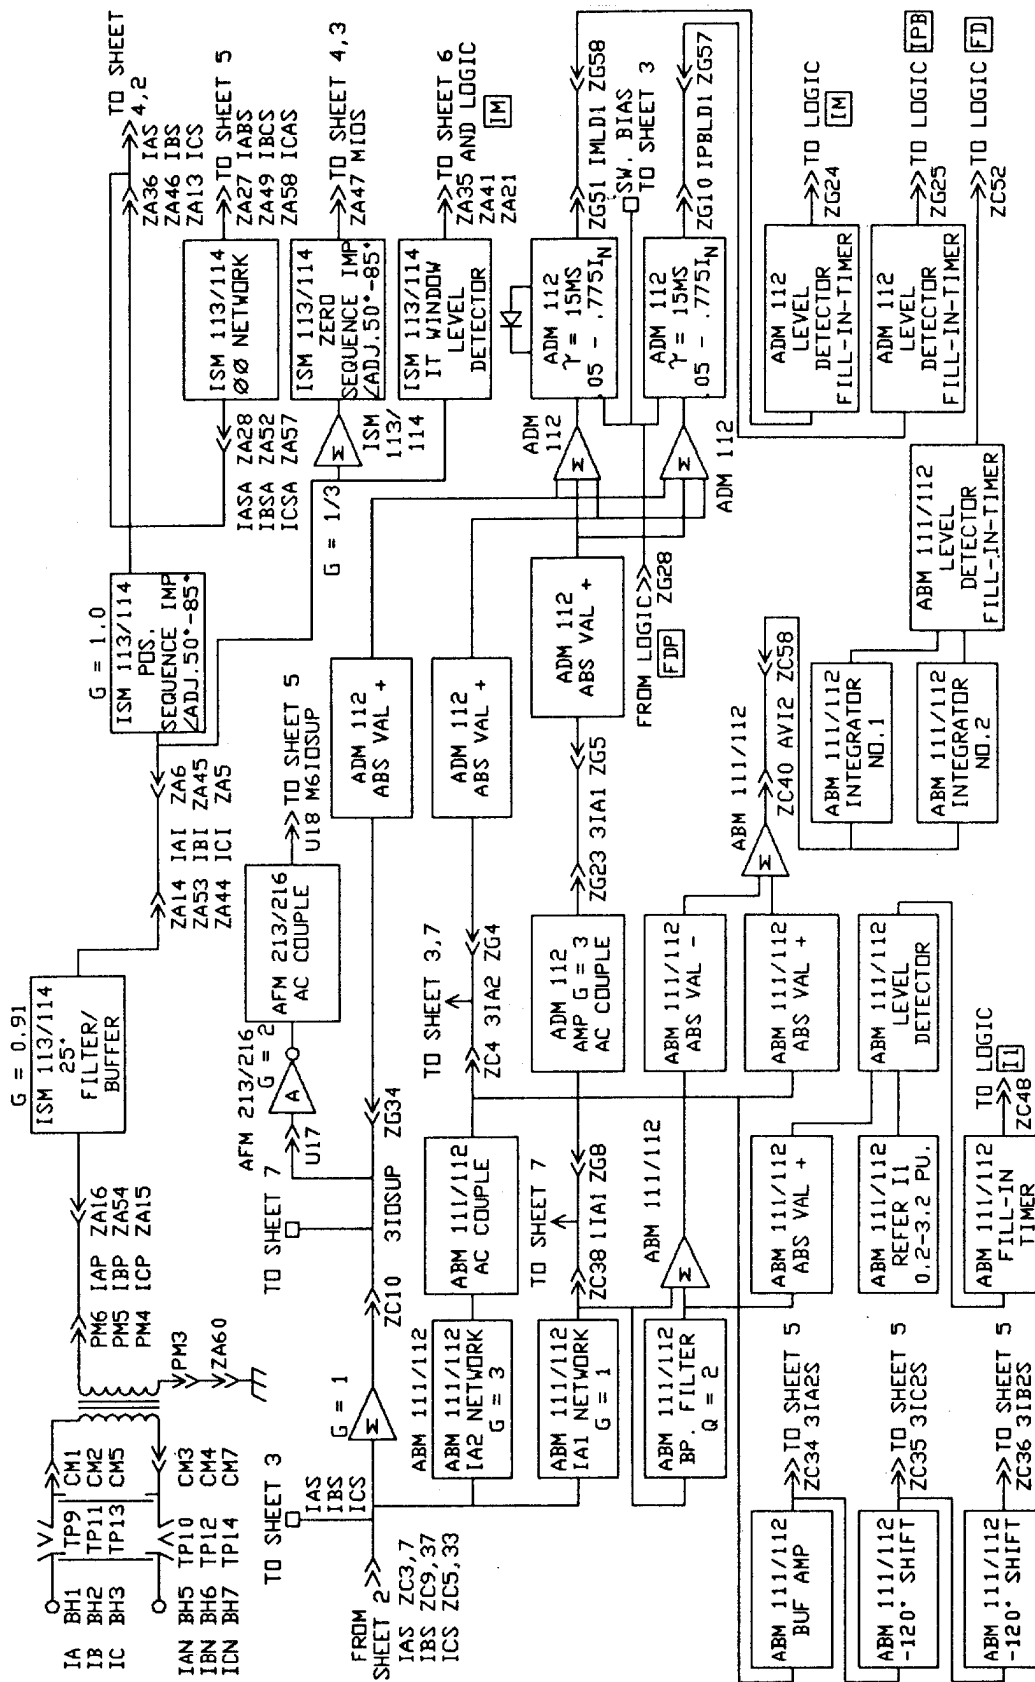 IA BH1 TP9 CM1
IB BH2 TP11 CM2
IC BH3 TP13 CM5
IAN BH5 TP10 CM3
IBN BH6 TP12 CM4
ICN BH7 TP14 CM7
PM6 IAP ZA16
PM5 IBP ZA54
PM4 ICP ZA15
PM3
ZA60
G = 0.91
ISM 113/114
25°
FILTER/
BUFFER
ZA14 IAI ZA6
ZA53 IBI ZA45
ZA44 ICI ZA5
G = 1.0
ISM 113/114
POS.
SEQUENCE IMP
∠ADJ.50°-85°
TO SHEET
4,2
ZA36 IAS
ZA46 IBS
ZA13 ICS
IASA ZA28
IBSA ZA52
ICSA ZA57
ISM 113/114
ØØ NETWORK
TO SHEET 5
ZA27 IABS
ZA49 IBCS
ZA58 ICAS
G = 1/3
Σ
ISM
113/
114
ISM 113/114
ZERO
SEQUENCE IMP
∠ADJ.50°-85°
TO SHEET 4,3
ZA47 MIOS
ISM 113/114
IT WINDOW
LEVEL
DETECTOR
TO SHEET 6
ZA35 AND LOGIC
ZA41
ZA21
IM
TO SHEET 3
IAS
IBS
ICS
FROM
SHEET 2
IAS ZC3,7
IBS ZC9,37
ICS ZC5,33
G = 1
Σ
ZC10
3IOSUP
ZG34
TO SHEET 7
AFM 213/216
G = 2
A
U17
AFM 213/216
AC COUPLE
TO SHEET 5
U18 M6IOSUP
ADM 112
ABS VAL +
ABM 111/112
ABM 111/112
IA2 NETWORK
G = 3
ABM 111/112
AC COUPLE
TO SHEET 3,7
ZC4 3IA2 ZG4
ADM 112
ABS VAL +
ABM 111/112
IA1 NETWORK
G = 1
TO SHEET 7
ZC38 1IA1 ZG8
ADM 112
AMP G = 3
AC COUPLE
ZG23 3IA1 ZG5
ADM 112
ABS VAL +
ADM
112
Σ
ADM 112
γ = 15MS
.05 - .775IN
ZG51 IMLD1 ZG58
SW. BIAS
TO SHEET 3
FROM LOGIC
FDP
ZG28
Σ
ADM 112
ADM 112
γ = 15MS
.05 - .775IN
ZG10 IPBLD1 ZG57
ABM 111/112
BP. FILTER
Q = 2
ABM 111/112
Σ
ABM 111/112
ABS VAL -
ABM 111/112
ABS VAL +
ABM 111/112
Σ
ZC40 AVI2 ZC58
ABM 111/112
INTEGRATOR
NO.1
ABM 111/112
INTEGRATOR
NO.2
ABM 111/112
LEVEL
DETECTOR
FILL-IN-TIMER
TO LOGIC FD
ZC52
ADM 112
LEVEL
DETECTOR
FILL-IN-TIMER
TO LOGIC
IM
ZG24
ADM 112
LEVEL
DETECTOR
FILL-IN-TIMER
TO LOGIC IPB
ZG25
ABM 111/112
ABS VAL +
ABM 111/112
REFER I1
0.2-3.2 PU.
ABM 111/112
LEVEL
DETECTOR
ABM 111/112
FILL-IN
TIMER
TO LOGIC
I1
ZC48
ABM 111/112
BUF AMP
TO SHEET 5
ZC34 3IA2S
ABM 111/112
-120° SHIFT
TO SHEET 5
ZC35 3IC2S
ABM 111/112
-120° SHIFT
TO SHEET 5
ZC36 3IB2S